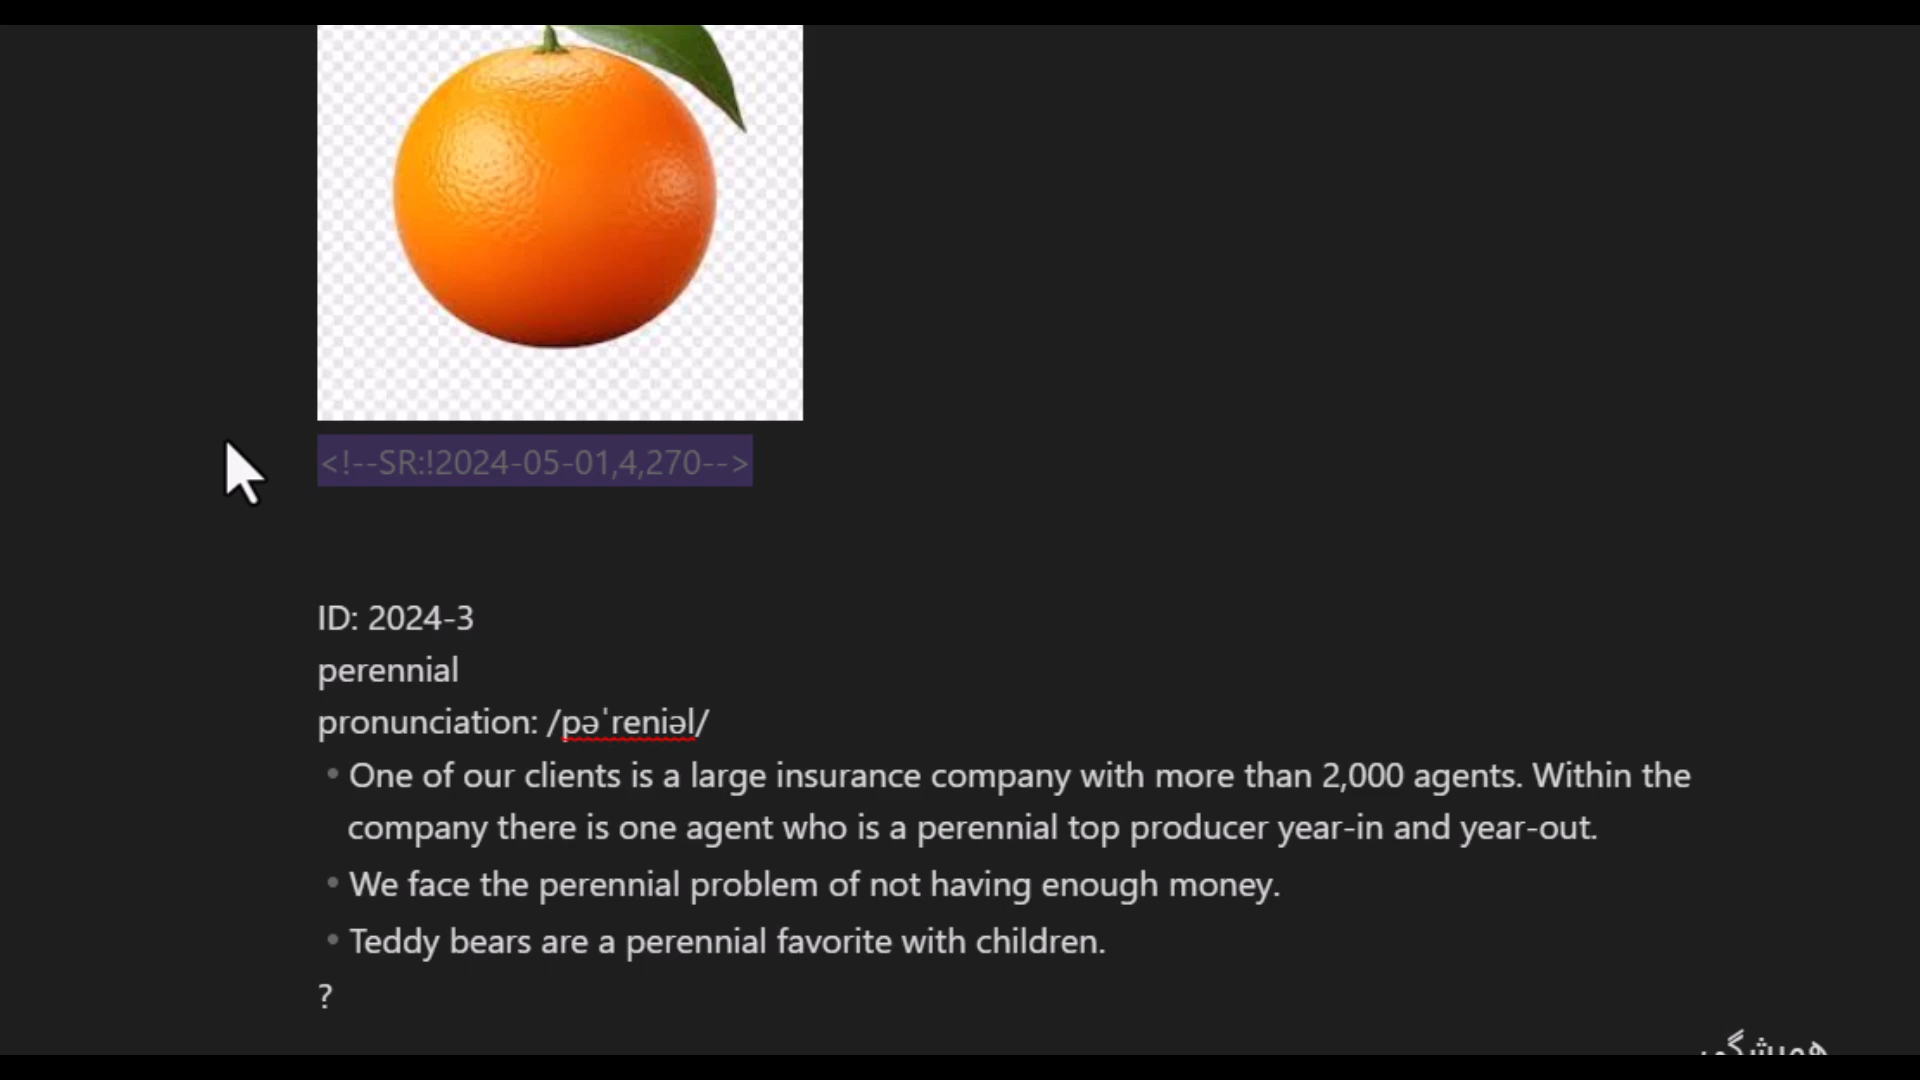 <!--SR:!2024-05-01,4,270-->
ID: 2024-3
perennial
pronunciation: /pəˈreniəl/
• One of our clients is a large insurance company with more than 2,000 agents. Within the
company there is one agent who is a perennial top producer year-in and year-out.
• We face the perennial problem of not having enough money.
• Teddy bears are a perennial favorite with children.
?
همیشگی